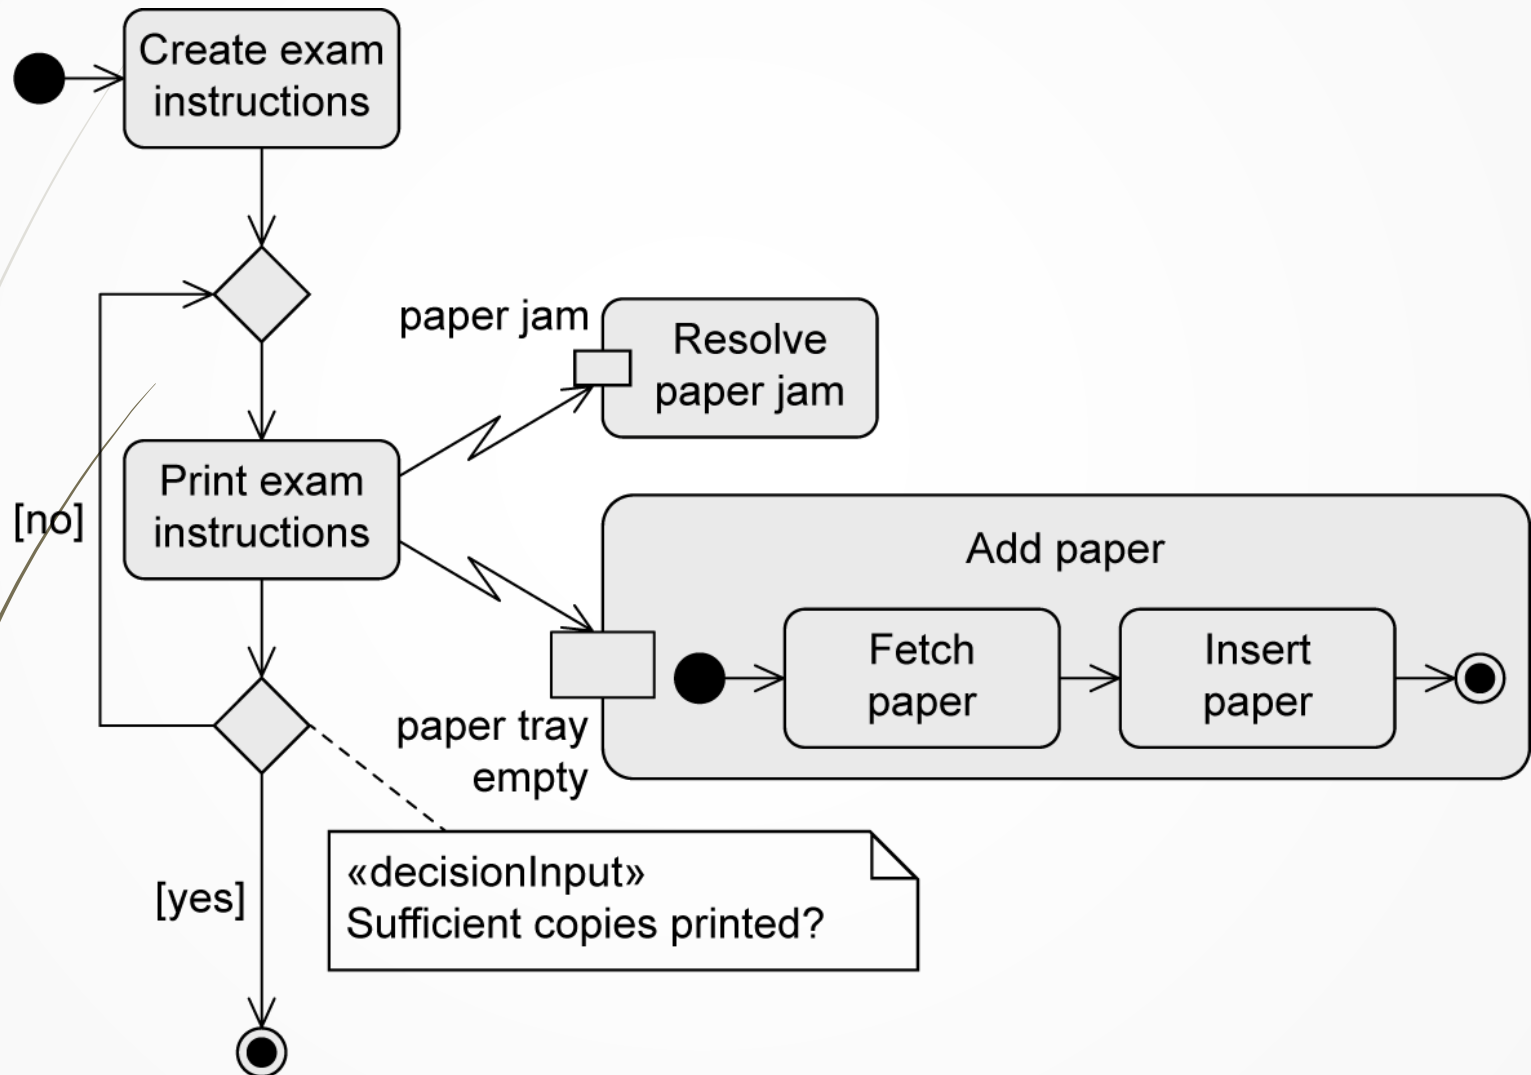 Create exam
instructions
paper jam
Resolve
paper jam
Print exam
instructions
[no]
Add paper
Fetch
paper
Insert
paper
paper tray
empty
«decisionInput»
Sufficient copies printed?
[yes]